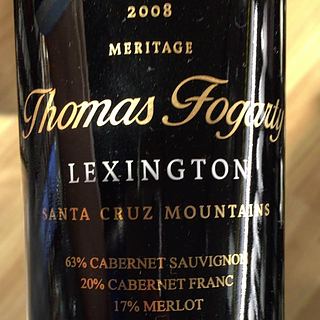 2008
MERITAGE
Thomas Fogarty
LEXINGTON
SANTA CRUZ MOUNTAINS
63% CABERNET SAUVIGNON
20% CABERNET FRANC
17% MERLOT